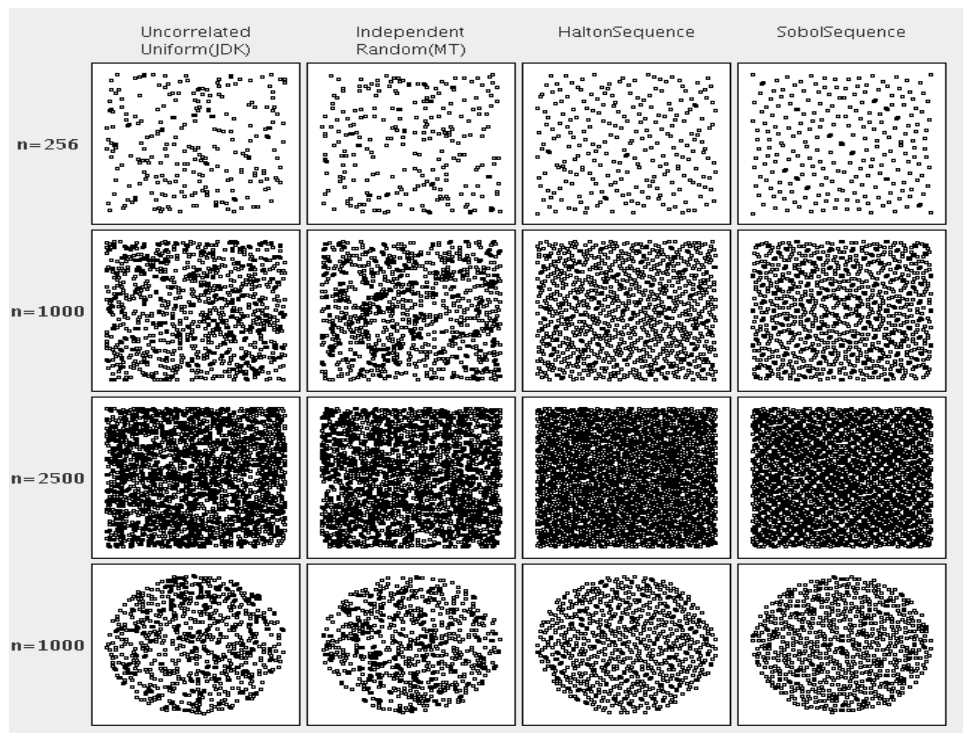 Uncorrelated
Uniform(JDK)
Independent
Random(MT)
HaltonSequence
SobolSequence
n=256
n=1000
n=2500
n=1000